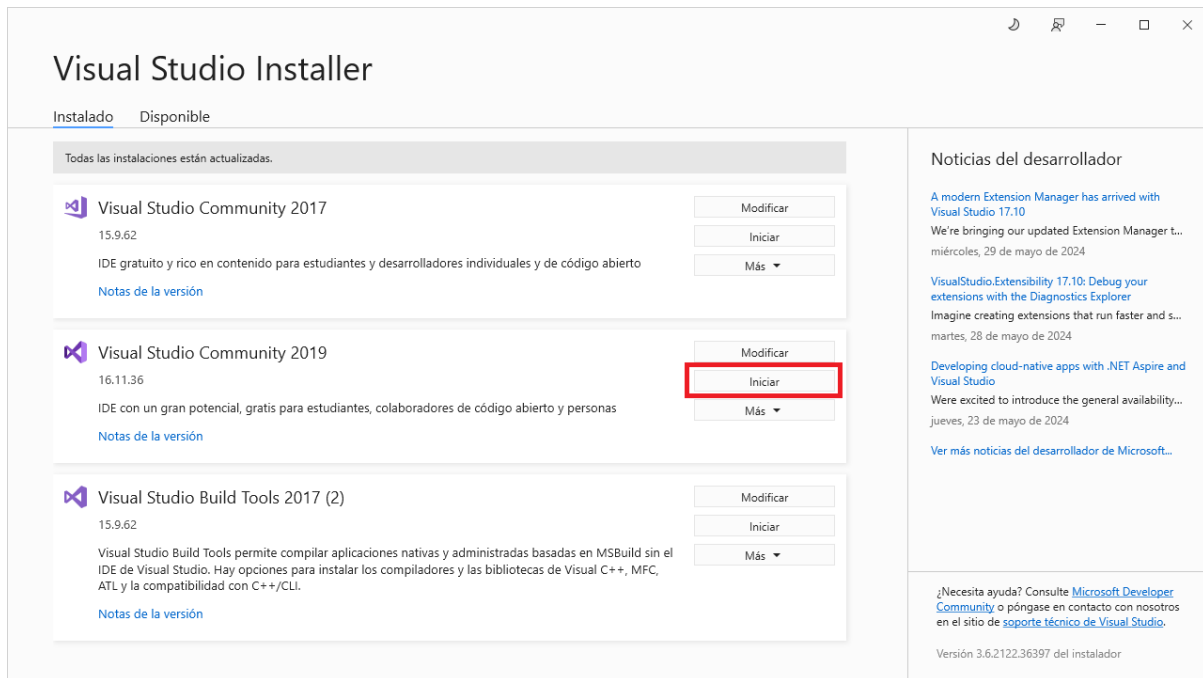 Visual Studio Installer
Instalado
Disponible
Todas las instalaciones están actualizadas.
Visual Studio Community 2017
15.9.62
IDE gratuito y rico en contenido para estudiantes y desarrolladores individuales y de código abierto
Notas de la versión
Modificar
Iniciar
Más
Visual Studio Community 2019
16.11.36
IDE con un gran potencial, gratis para estudiantes, colaboradores de código abierto y personas
Notas de la versión
Modificar
Iniciar
Más
Visual Studio Build Tools 2017 (2)
15.9.62
Visual Studio Build Tools permite compilar aplicaciones nativas y administradas basadas en MSBuild sin el
IDE de Visual Studio. Hay opciones para instalar los compiladores y las bibliotecas de Visual C++, MFC,
ATL y la compatibilidad con C++/CLI.
Notas de la versión
Modificar
Iniciar
Más
Noticias del desarrollador
A modern Extension Manager has arrived with
Visual Studio 17.10
We're bringing our updated Extension Manager t...
miércoles, 29 de mayo de 2024
VisualStudio.Extensibility 17.10: Debug your
extensions with the Diagnostics Explorer
Imagine creating extensions that run faster and s...
martes, 28 de mayo de 2024
Developing cloud-native apps with .NET Aspire and
Visual Studio
Were excited to introduce the general availability...
jueves, 23 de mayo de 2024
Ver más noticias del desarrollador de Microsoft...
¿Necesita ayuda? Consulte Microsoft Developer
Community o póngase en contacto con nosotros
en el sitio de soporte técnico de Visual Studio.
Versión 3.6.2122.36397 del instalador